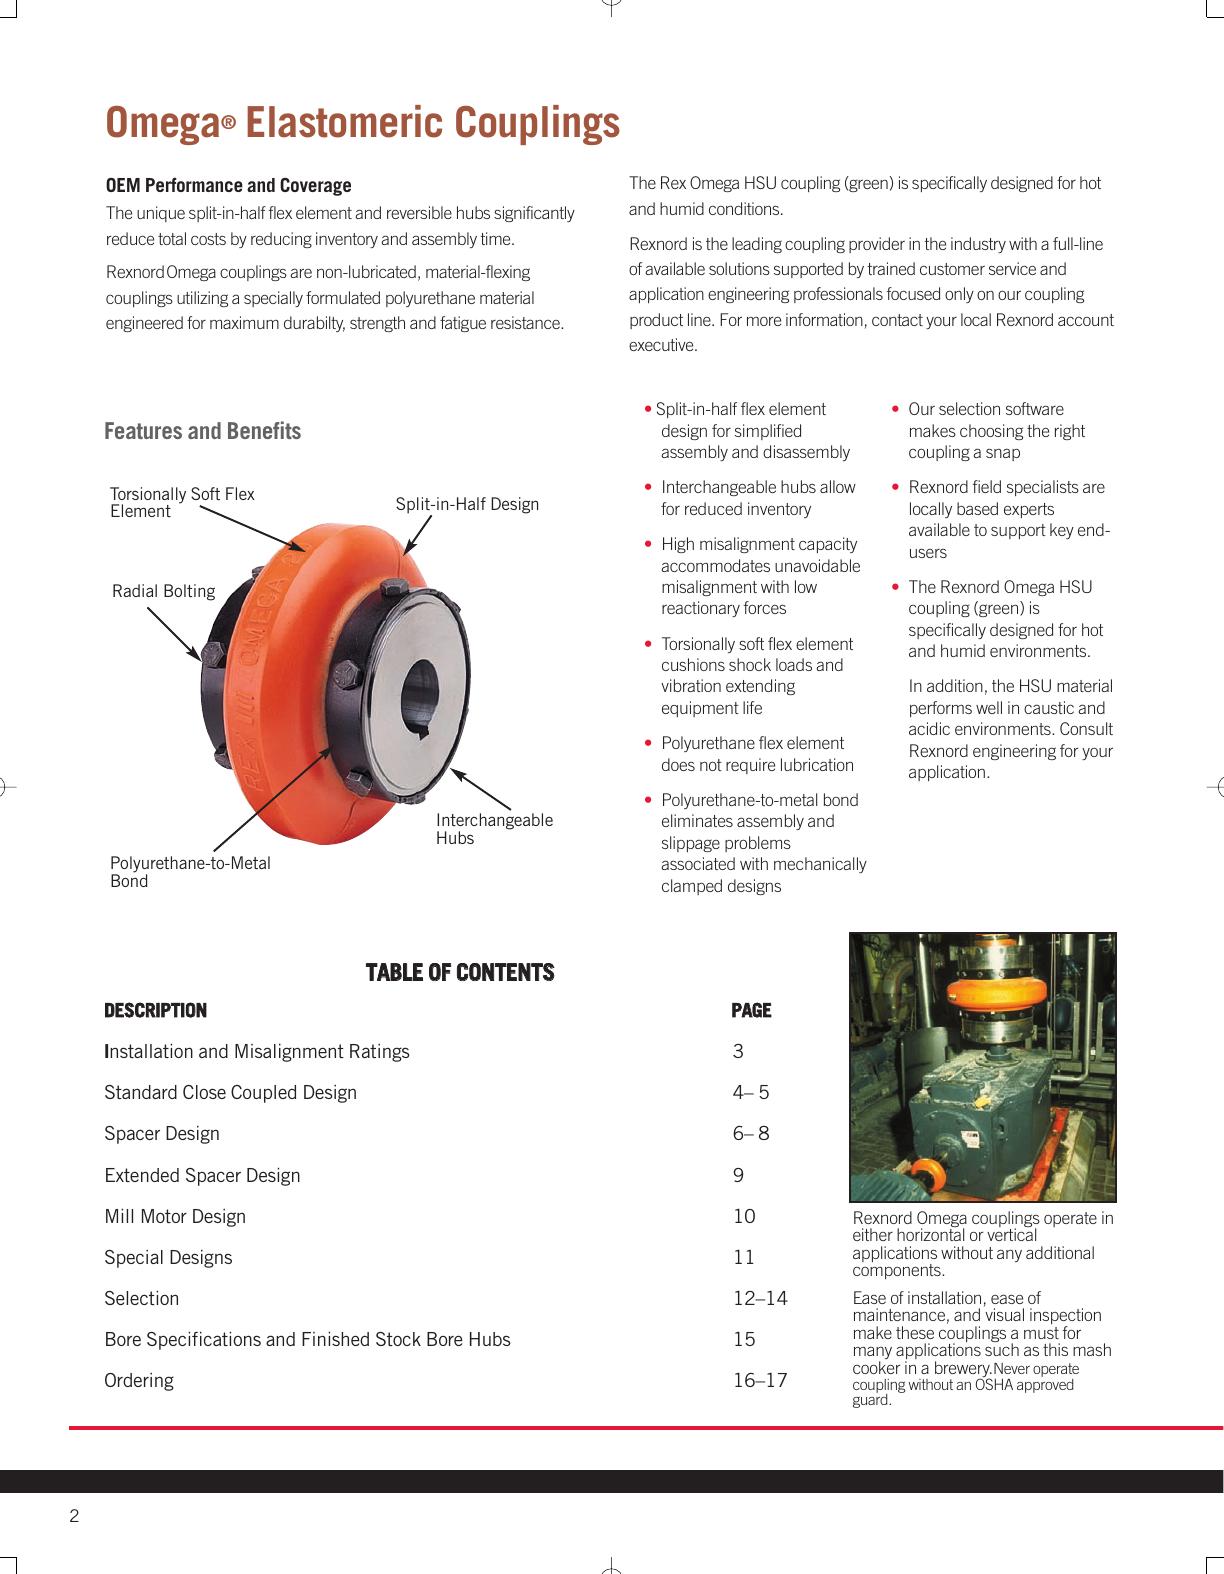 Omega® Elastomeric Couplings
OEM Performance and Coverage
The unique split-in-half flex element and reversible hubs significantly
reduce total costs by reducing inventory and assembly time.
Rexnord Omega couplings are non-lubricated, material-flexing
couplings utilizing a specially formulated polyurethane material
engineered for maximum durabilty, strength and fatigue resistance.
The Rex Omega HSU coupling (green) is specifically designed for hot
and humid conditions.
Rexnord is the leading coupling provider in the industry with a full-line
of available solutions supported by trained customer service and
application engineering professionals focused only on our coupling
product line. For more information, contact your local Rexnord account
executive.
Features and Benefits
Torsionally Soft Flex
Element
Split-in-Half Design
Radial Bolting
REX OMEGA
Interchangeable
Hubs
Polyurethane-to-Metal
Bond
• Split-in-half flex element
design for simplified
assembly and disassembly
• Interchangeable hubs allow
for reduced inventory
• High misalignment capacity
accommodates unavoidable
misalignment with low
reactionary forces
• Torsionally soft flex element
cushions shock loads and
vibration extending
equipment life
• Polyurethane flex element
does not require lubrication
• Polyurethane-to-metal bond
eliminates assembly and
slippage problems
associated with mechanically
clamped designs
• Our selection software
makes choosing the right
coupling a snap
• Rexnord field specialists are
locally based experts
available to support key end-
users
• The Rexnord Omega HSU
coupling (green) is
specifically designed for hot
and humid environments.
In addition, the HSU material
performs well in caustic and
acidic environments. Consult
Rexnord engineering for your
application.
TABLE OF CONTENTS
DESCRIPTION PAGE
Installation and Misalignment Ratings 3
Standard Close Coupled Design 4– 5
Spacer Design 6– 8
Extended Spacer Design 9
Mill Motor Design 10
Special Designs 11
Selection 12–14
Bore Specifications and Finished Stock Bore Hubs 15
Ordering 16–17
Rexnord Omega couplings operate in
either horizontal or vertical
applications without any additional
components.
Ease of installation, ease of
maintenance, and visual inspection
make these couplings a must for
many applications such as this mash
cooker in a brewery.Never operate
coupling without an OSHA approved
guard.
2